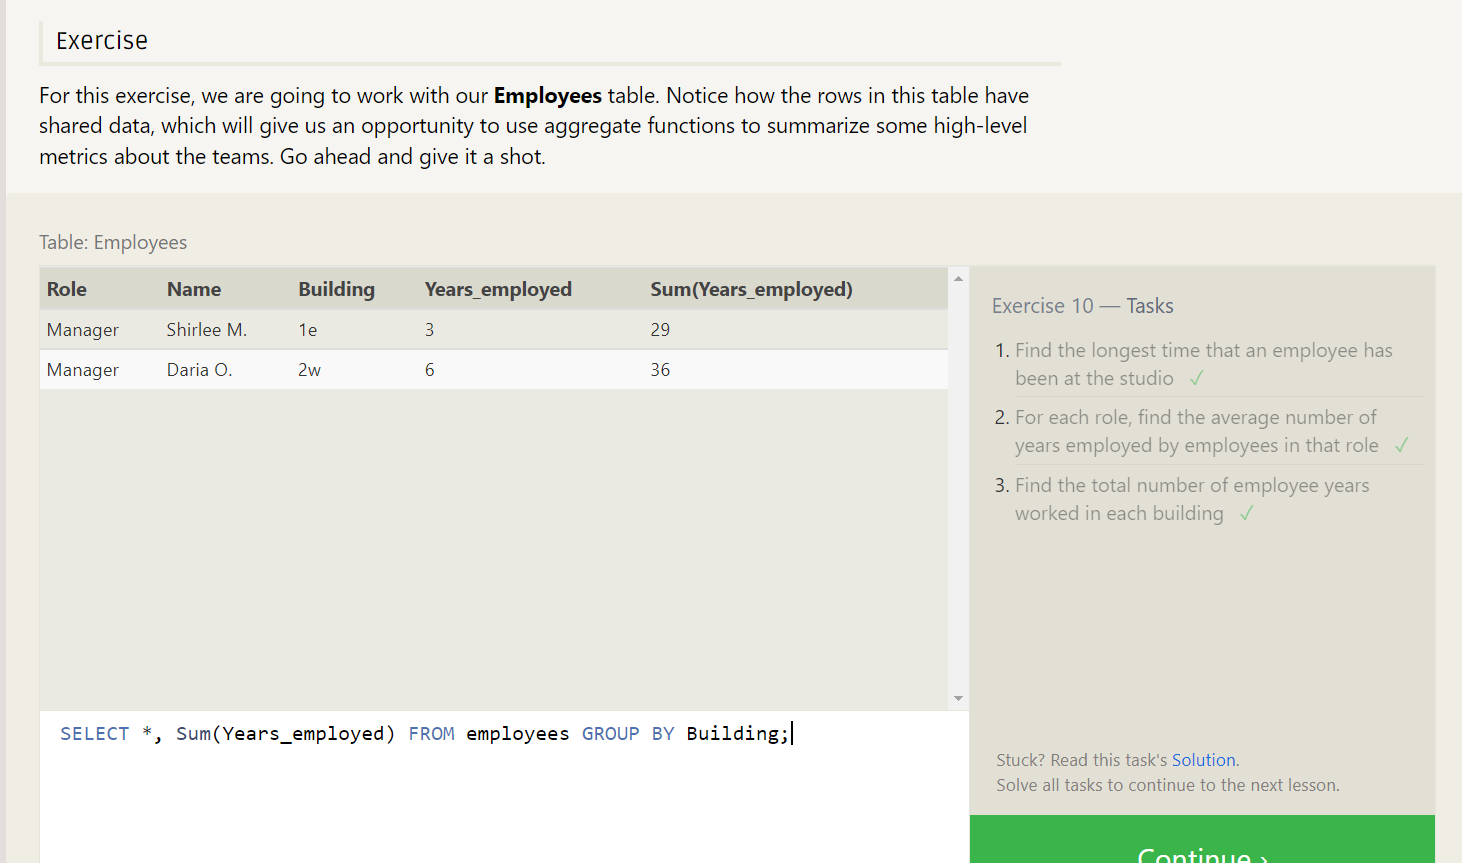 Exercise
For this exercise, we are going to work with our Employees table. Notice how the rows in this table have
shared data, which will give us an opportunity to use aggregate functions to summarize some high-level
metrics about the teams. Go ahead and give it a shot.
Table: Employees
Role Name Building Years_employed Sum(Years_employed)
Manager Shirlee M. 1e 3 29
Manager Daria O. 2w 6 36
SELECT *, Sum(Years_employed) FROM employees GROUP BY Building;
Exercise 10 — Tasks
1. Find the longest time that an employee has
been at the studio ✓
2. For each role, find the average number of
years employed by employees in that role ✓
3. Find the total number of employee years
worked in each building ✓
Stuck? Read this task's Solution.
Solve all tasks to continue to the next lesson.
Continue ›